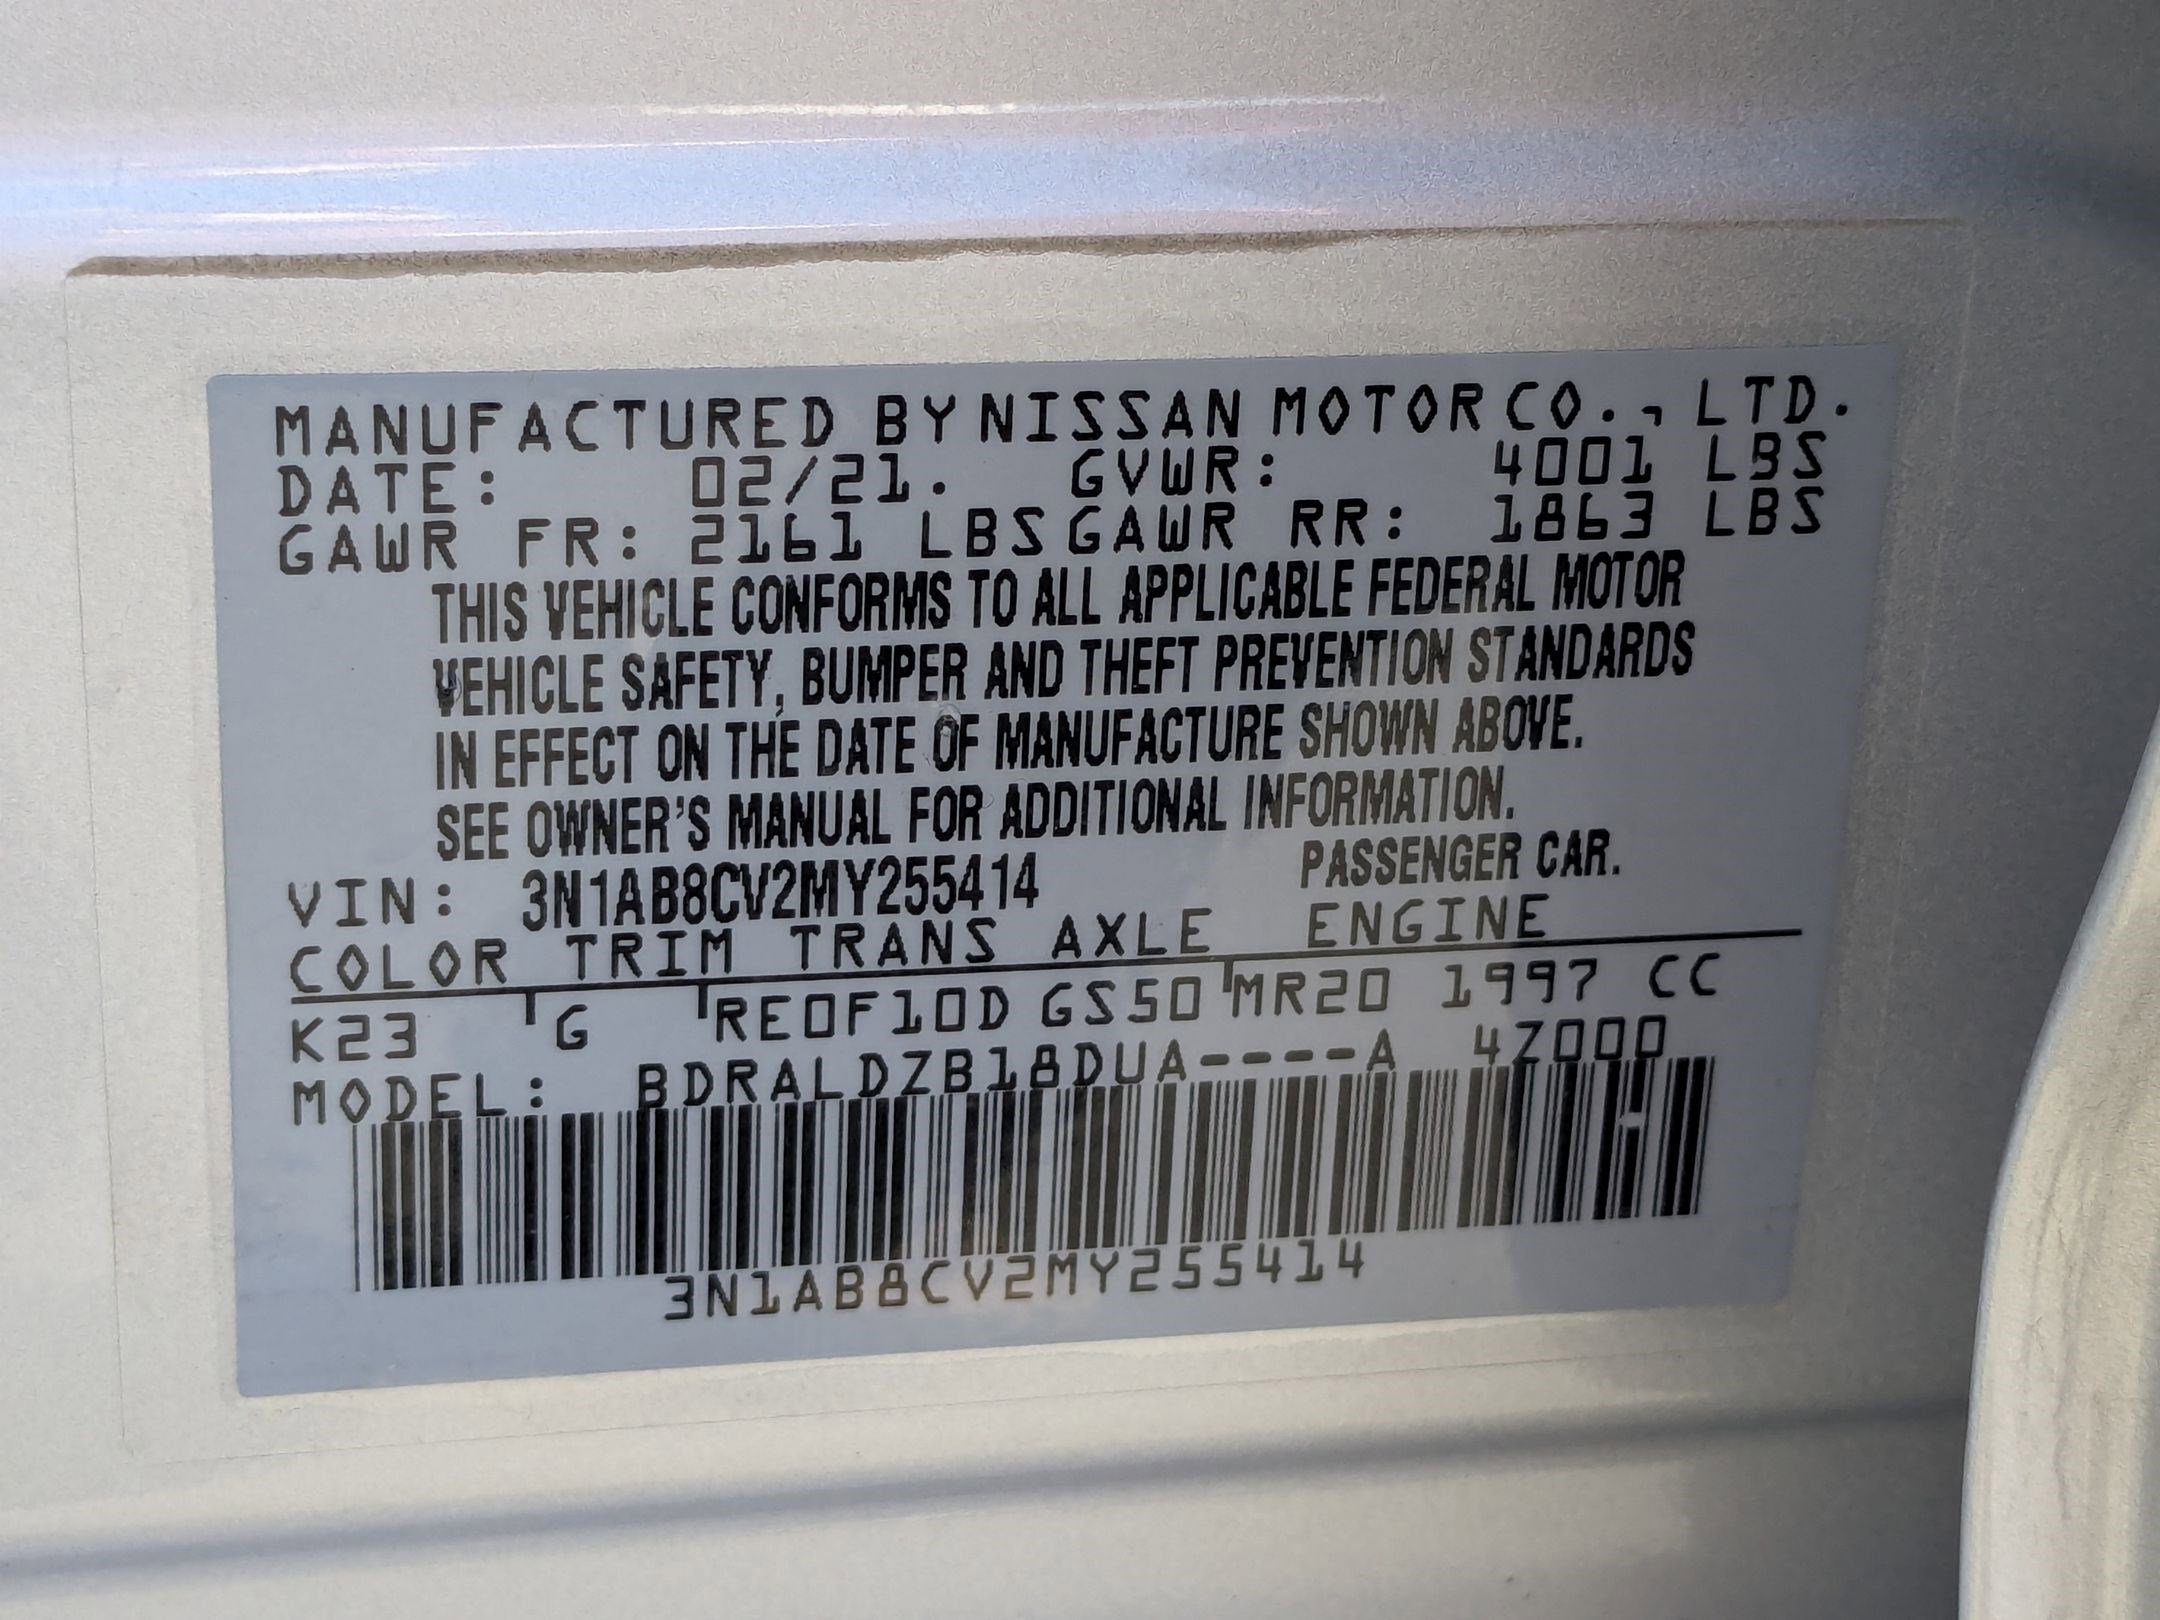 MANUFACTURED BY NISSAN MOTOR CO., LTD.
DATE: 02/21. GVWR: 4001 LBS
GAWR FR: 2161 LBS GAWR RR: 1863 LBS
THIS VEHICLE CONFORMS TO ALL APPLICABLE FEDERAL MOTOR
VEHICLE SAFETY, BUMPER AND THEFT PREVENTION STANDARDS
IN EFFECT ON THE DATE OF MANUFACTURE SHOWN ABOVE.
SEE OWNER'S MANUAL FOR ADDITIONAL INFORMATION.
VIN: 3N1AB8CV2MY255414 PASSENGER CAR.
COLOR TRIM TRANS AXLE ENGINE
K23 G RE0F10D GS50 MR20 1997 CC
MODEL: BDRALDZB18DUA----A 4Z000
3N1AB8CV2MY255414